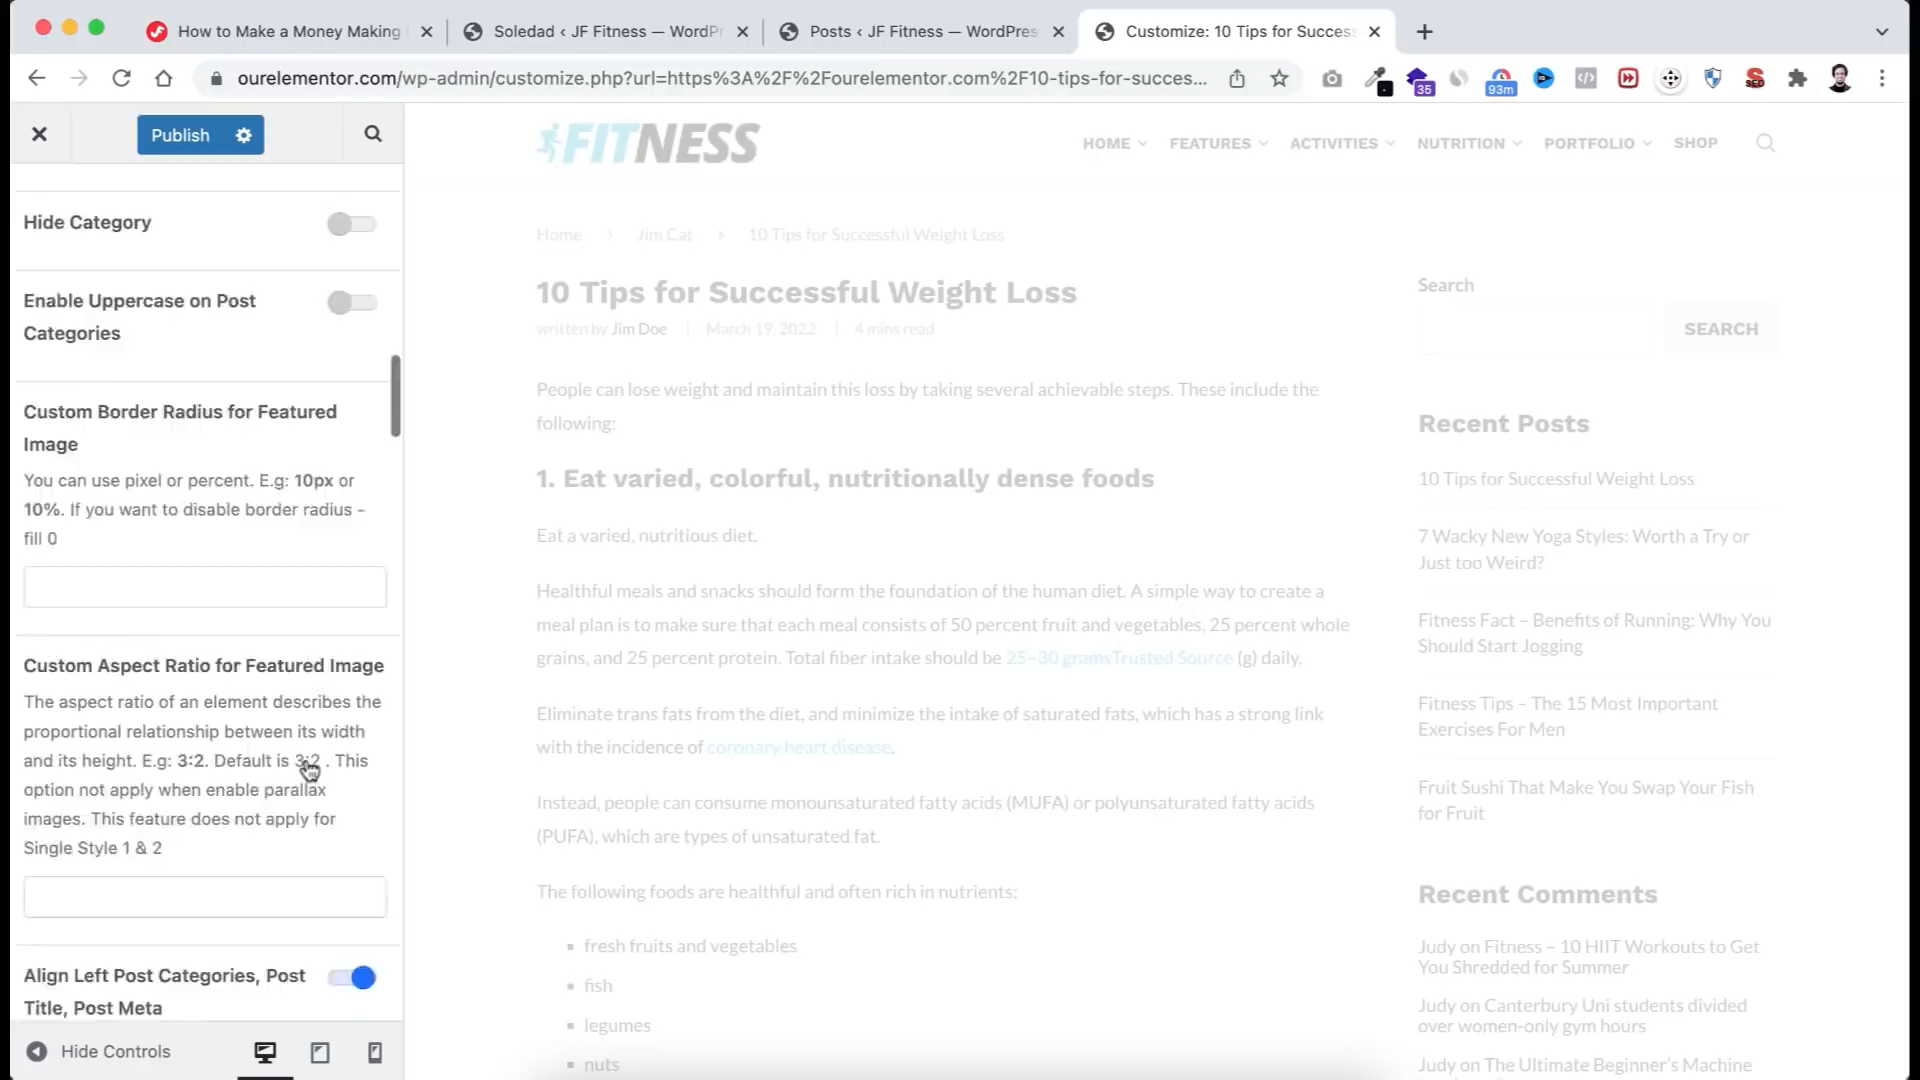 How to Make a Money Making
Soledad ‹ JF Fitness — WordPr
Posts ‹ JF Fitness — WordPres
Customize: 10 Tips for Success
ourelementor.com/wp-admin/customize.php?url=https%3A%2F%2Fourelementor.com%2F10-tips-for-succes...
35
93m
SEO
Publish
FITNESS
HOME
FEATURES
ACTIVITIES
NUTRITION
PORTFOLIO
SHOP
Hide Category
Enable Uppercase on Post
Categories
Custom Border Radius for Featured
Image
You can use pixel or percent. E.g: 10px or
10%. If you want to disable border radius -
fill 0
Custom Aspect Ratio for Featured Image
The aspect ratio of an element describes the
proportional relationship between its width
and its height. E.g: 3:2. Default is 3:2 . This
option not apply when enable parallax
images. This feature does not apply for
Single Style 1 & 2
Align Left Post Categories, Post
Title, Post Meta
Hide Controls
Home > Jim Cat > 10 Tips for Successful Weight Loss
10 Tips for Successful Weight Loss
written by Jim Doe | March 19, 2022 | 4 mins read
People can lose weight and maintain this loss by taking several achievable steps. These include the
following:
1. Eat varied, colorful, nutritionally dense foods
Eat a varied, nutritious diet.
Healthful meals and snacks should form the foundation of the human diet. A simple way to create a
meal plan is to make sure that each meal consists of 50 percent fruit and vegetables, 25 percent whole
grains, and 25 percent protein. Total fiber intake should be 25–30 gramsTrusted Source (g) daily.
Eliminate trans fats from the diet, and minimize the intake of saturated fats, which has a strong link
with the incidence of coronary heart disease.
Instead, people can consume monounsaturated fatty acids (MUFA) or polyunsaturated fatty acids
(PUFA), which are types of unsaturated fat.
The following foods are healthful and often rich in nutrients:
fresh fruits and vegetables
fish
legumes
nuts
Search
SEARCH
Recent Posts
10 Tips for Successful Weight Loss
7 Wacky New Yoga Styles: Worth a Try or
Just too Weird?
Fitness Fact – Benefits of Running: Why You
Should Start Jogging
Fitness Tips – The 15 Most Important
Exercises For Men
Fruit Sushi That Make You Swap Your Fish
for Fruit
Recent Comments
Judy on Fitness – 10 HIIT Workouts to Get
You Shredded for Summer
Judy on Canterbury Uni students divided
over women-only gym hours
Judy on The Ultimate Beginner's Machine